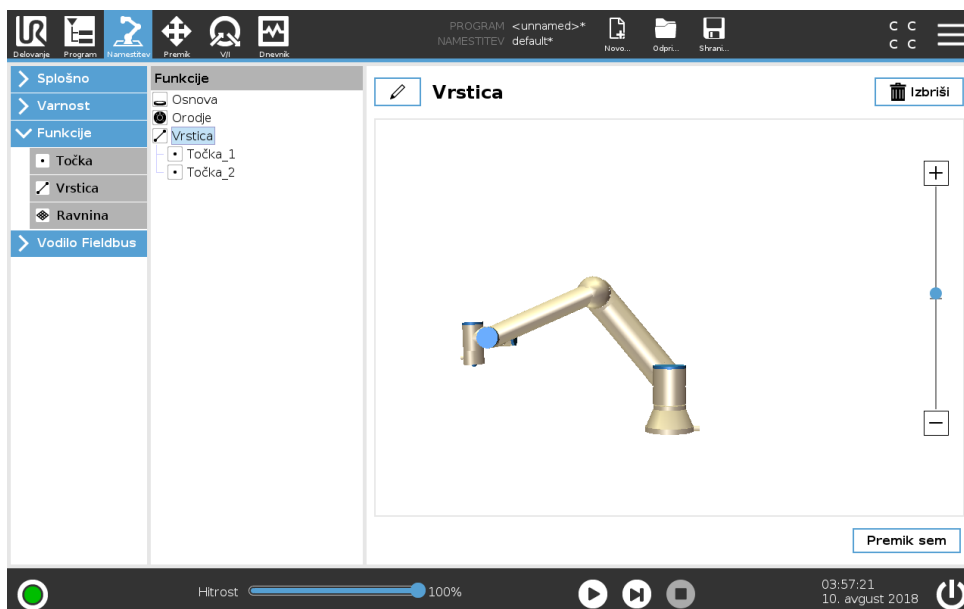 UR
PROGRAM <unnamed>*
NAMESTITEV default*
C C
C C
Delovanje Program Namestitev Premik V/I Dnevnik Novo... Odpri... Shrani...
Splošno
Varnost
Funkcije
Točka
Vrstica
Ravnina
Vodilo Fieldbus
Funkcije
Osnova
Orodje
Vrstica
Točka_1
Točka_2
Vrstica
Izbriši
Premik sem
Hitrost 100%
03:57:21
10. avgust 2018